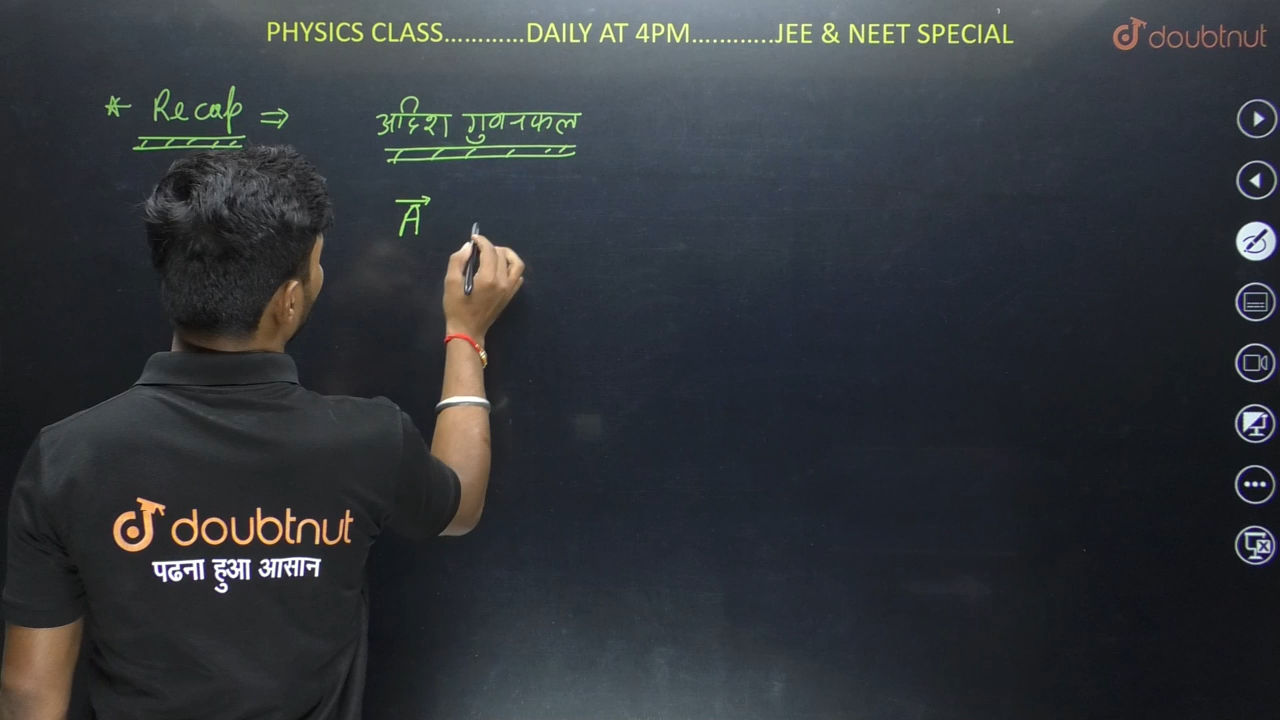 PHYSICS CLASS............DAILY AT 4PM............JEE & NEET SPECIAL
doubtnut
* Recap ⇒ अदिश गुणनफल
A⃗
doubtnut
पढना हुआ आसान